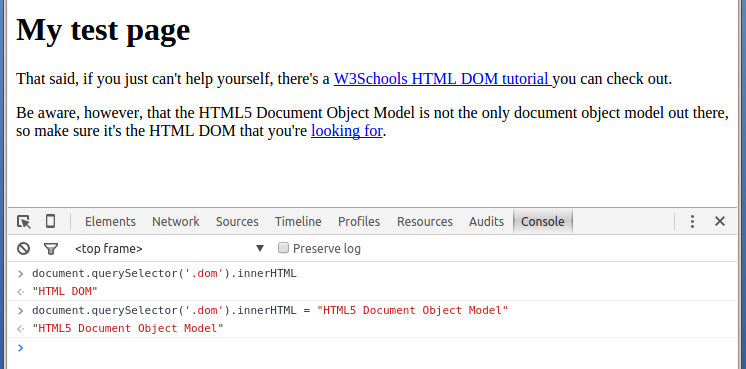 My test page
That said, if you just can't help yourself, there's a W3Schools HTML DOM tutorial you can check out.
Be aware, however, that the HTML5 Document Object Model is not the only document object model out there,
so make sure it's the HTML DOM that you're looking for.
Elements Network Sources Timeline Profiles Resources Audits Console
<top frame> Preserve log
document.querySelector('.dom').innerHTML
"HTML DOM"
document.querySelector('.dom').innerHTML = "HTML5 Document Object Model"
"HTML5 Document Object Model"